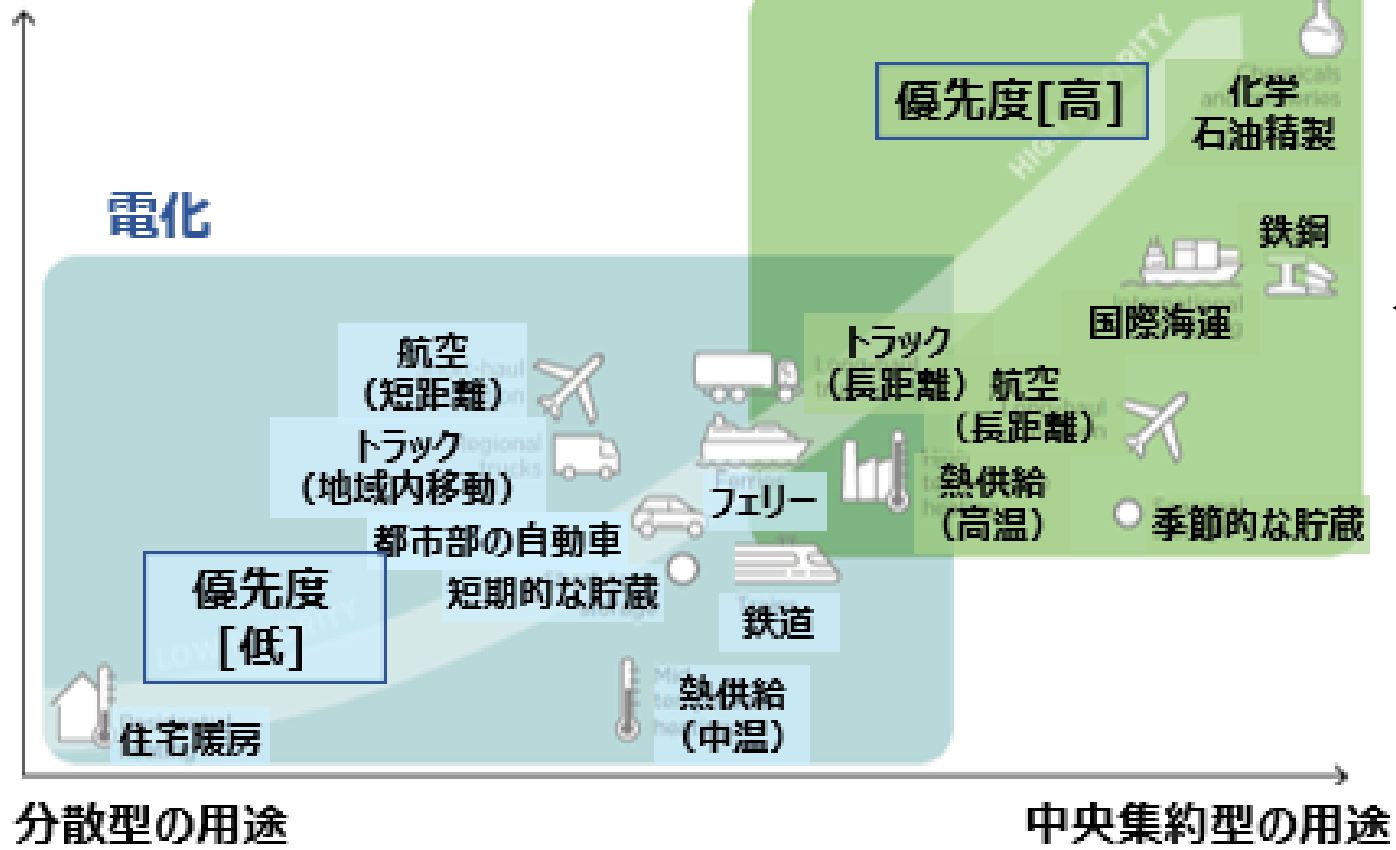 優先度[高]
化学
石油精製
電化
鉄鋼
国際海運
航空
（短距離）
トラック
（長距離）
航空
（長距離）
トラック
（地域内移動）
フェリー
熱供給
（高温）
季節的な貯蔵
都市部の自動車
優先度
[低]
短期的な貯蔵
鉄道
熱供給
（中温）
住宅暖房
分散型の用途
中央集約型の用途